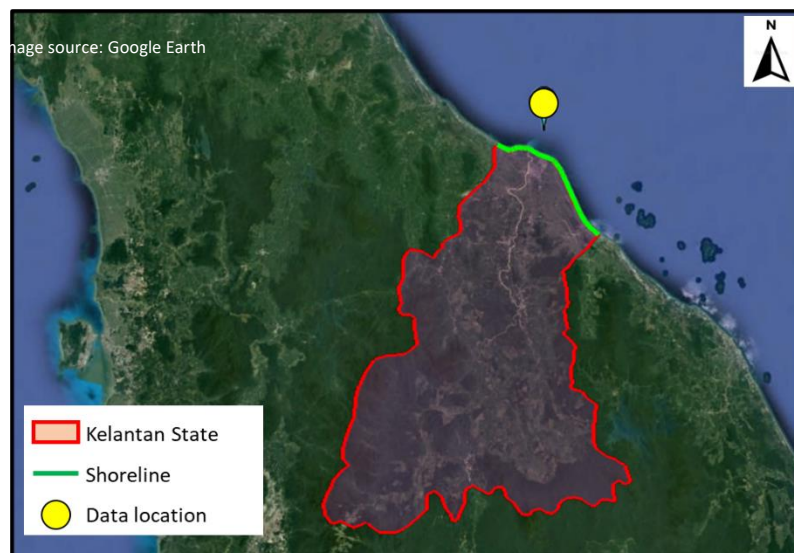 mage source: Google Earth
N
Kelantan State
Shoreline
Data location